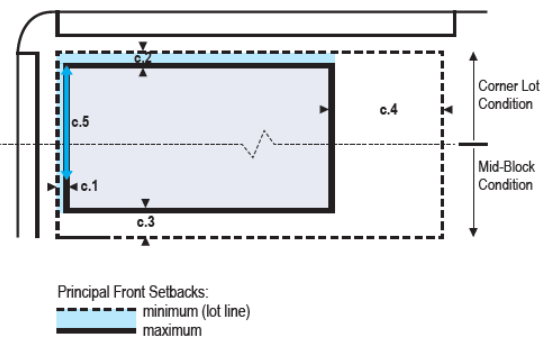 c.2
c.5
c.4
Corner Lot
Condition
Mid-Block
Condition
c.1
c.3
Principal Front Setbacks:
minimum (lot line)
maximum